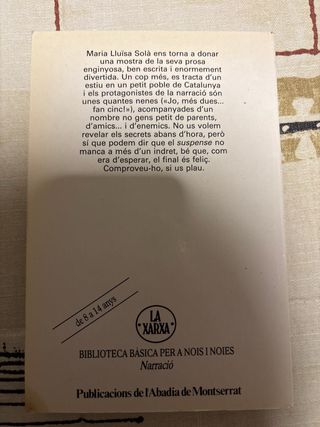 Maria Lluïsa Solà ens torna a donar
una mostra de la seva prosa
enginyosa, ben escrita i enormement
divertida. Un cop més, es tracta d'un
estiu en un petit poble de Catalunya
i els protagonistes de la narració són
unes quantes nenes («Jo, més dues...
fan cinc!»), acompanyades d'un
nombre no gens petit de parents,
d'amics... i d'enemics. No us volem
revelar els secrets abans d'hora, però
sí que podem dir que el suspense no
manca a més d'un indret, bé que, com
era d'esperar, el final és feliç.
Comproveu-ho, si us plau.
de 8 a 14 anys
LA
XARXA
BIBLIOTECA BÀSICA PER A NOIS I NOIES
Narració
Publicacions de l'Abadia de Montserrat